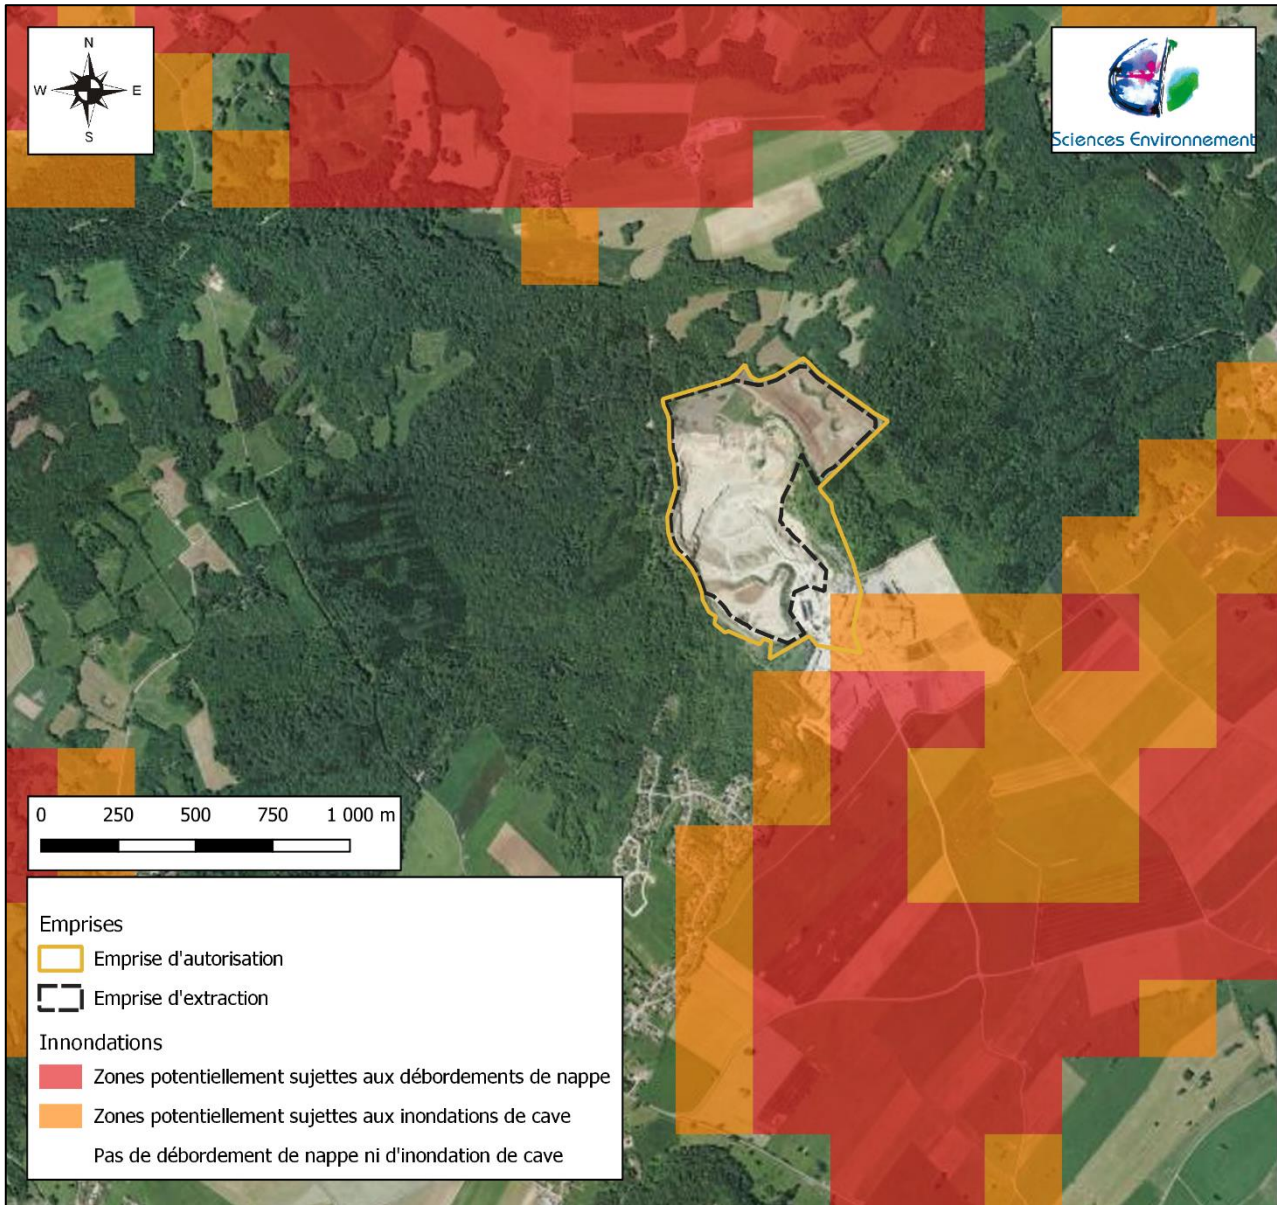 N
W E
S
Sciences Environnement
0 250 500 750 1 000 m
Emprises
Emprise d'autorisation
Emprise d'extraction
Innondations
Zones potentiellement sujettes aux débordements de nappe
Zones potentiellement sujettes aux inondations de cave
Pas de débordement de nappe ni d'inondation de cave